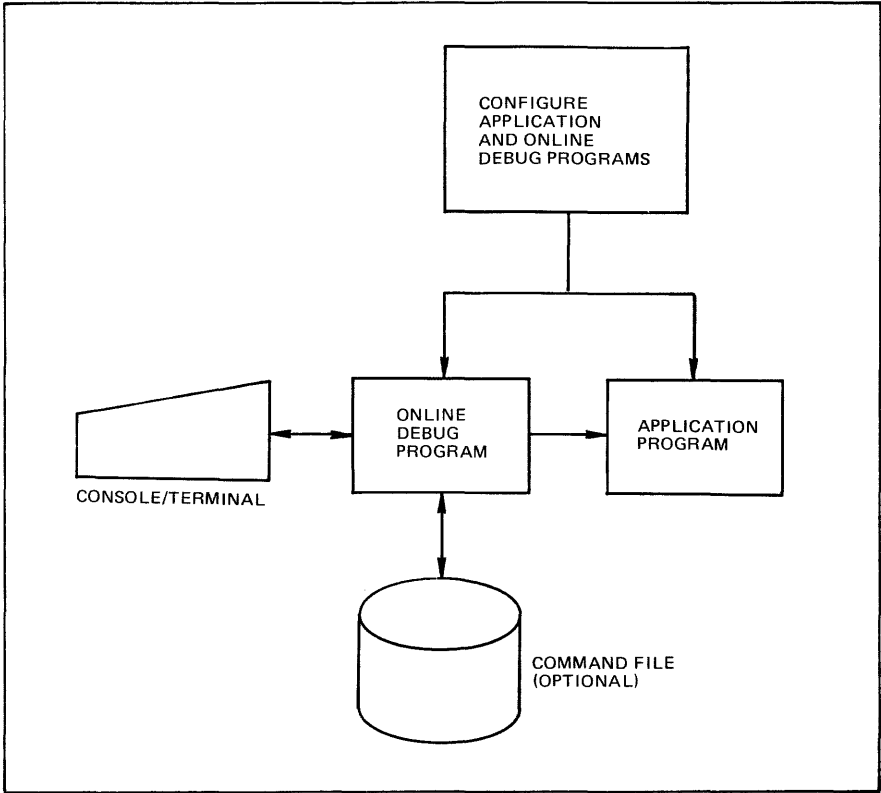 CONFIGURE
APPLICATION
AND ONLINE
DEBUG PROGRAMS
ONLINE
DEBUG
PROGRAM
APPLICATION
PROGRAM
CONSOLE/TERMINAL
COMMAND FILE
(OPTIONAL)